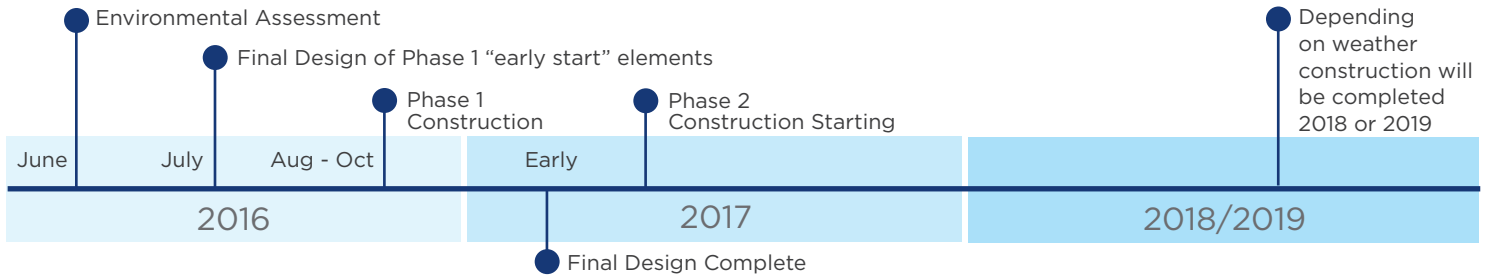 Environmental Assessment
Final Design of Phase 1 “early start” elements
Phase 1
Construction
Phase 2
Construction Starting
Depending
on weather
construction will
be completed
2018 or 2019
June
July
Aug - Oct
Early
2016
2017
2018/2019
Final Design Complete